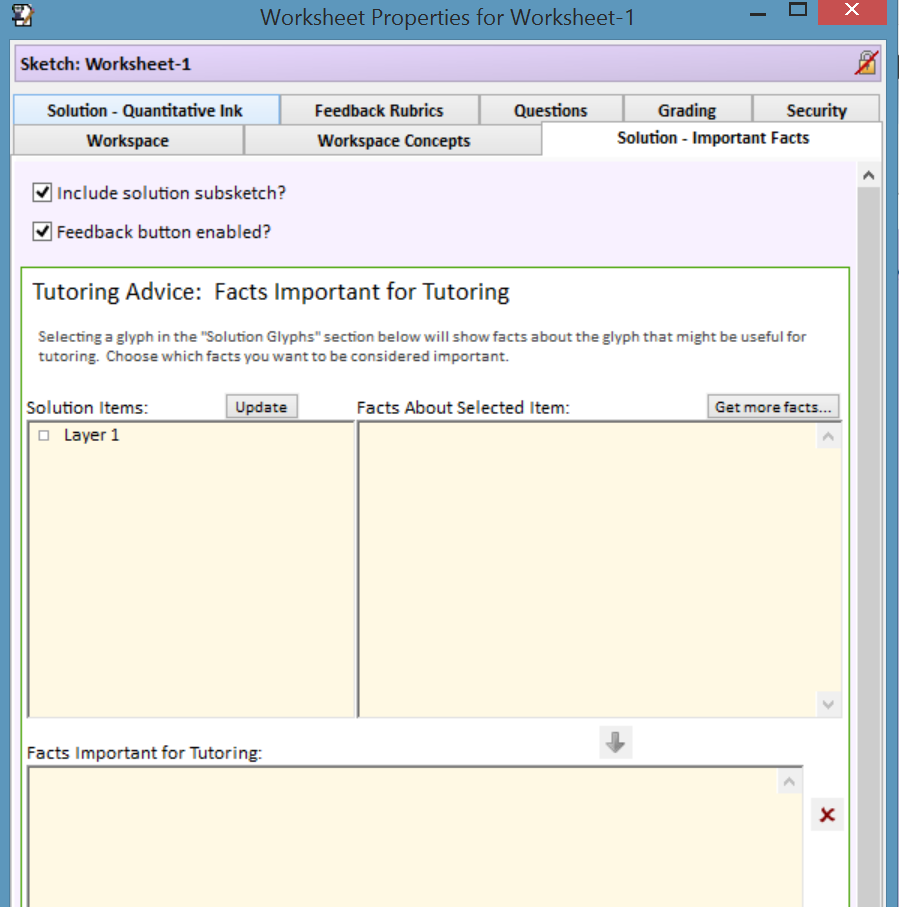 Worksheet Properties for Worksheet-1
Sketch: Worksheet-1
Solution - Quantitative Ink
Feedback Rubrics
Questions
Grading
Security
Workspace
Workspace Concepts
Solution - Important Facts
Include solution subsketch?
Feedback button enabled?
Tutoring Advice: Facts Important for Tutoring
Selecting a glyph in the "Solution Glyphs" section below will show facts about the glyph that might be useful for
tutoring. Choose which facts you want to be considered important.
Solution Items:
Update
Facts About Selected Item:
Get more facts...
Layer 1
Facts Important for Tutoring: